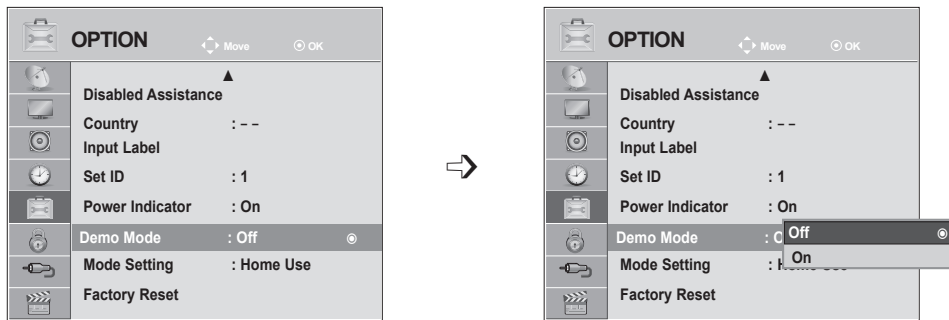 OPTION Move OK
Disabled Assistance
Country : – –
Input Label
Set ID : 1
Power Indicator : On
Demo Mode : Off
Mode Setting : Home Use
Factory Reset
OPTION Move OK
Disabled Assistance
Country : – –
Input Label
Set ID : 1
Power Indicator : On
Demo Mode : O Off
On
Mode Setting : Home Use
Factory Reset